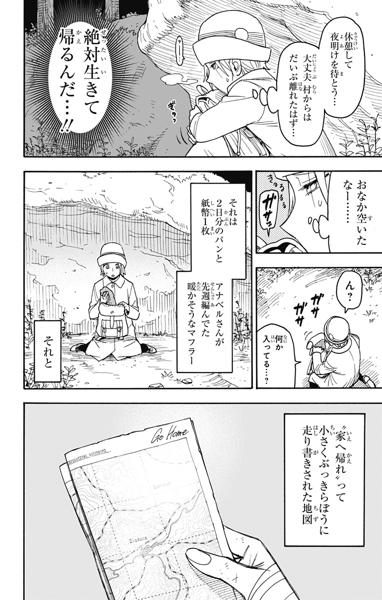 休憩して
夜明けを待とう…
大丈夫 村からは
だいぶ離れたはず…
絶対生きて
帰るんだ…!!
おなか空いた
なー……
ガサッ
ん?
ガサガサ
何か
入ってる…?
それは
2日分のパンと
紙幣1枚
アナベルさんが
先週編んでた
暖かそうなマフラー
それと
“家へ帰れ”って
小さくぶっきらぼうに
走り書きされた地図
Go Home